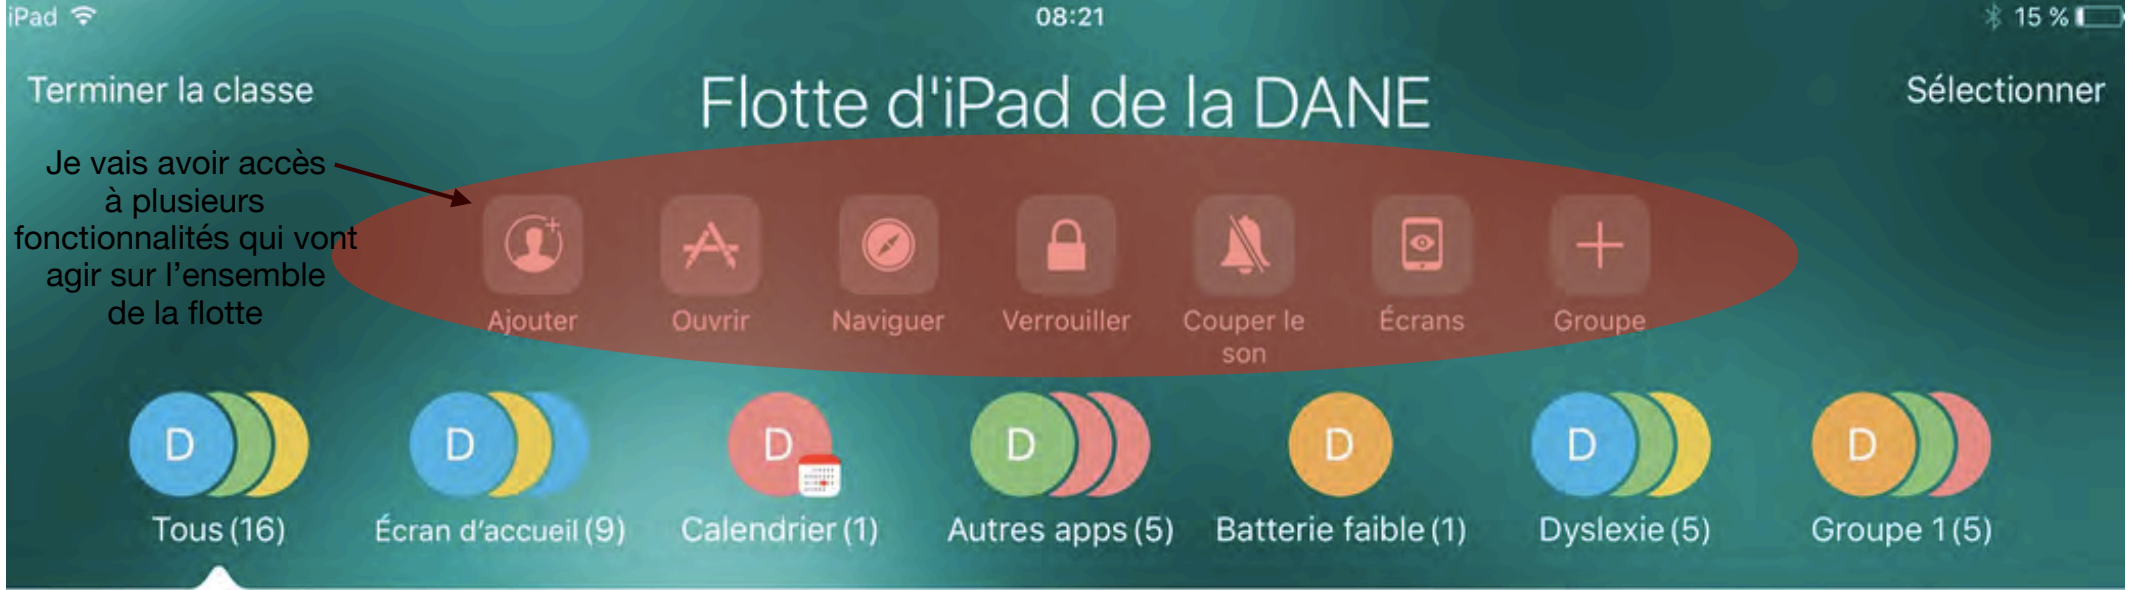 iPad
08:21
15 %
Terminer la classe
Flotte d'iPad de la DANE
Sélectionner
Je vais avoir accès
à plusieurs
fonctionnalités qui vont
agir sur l’ensemble
de la flotte
Ajouter
Ouvrir
Naviguer
Verrouiller
Couper le
son
Écrans
Groupe
D
D
D
D
D
D
D
Tous (16)
Écran d’accueil (9)
Calendrier (1)
Autres apps (5)
Batterie faible (1)
Dyslexie (5)
Groupe 1 (5)